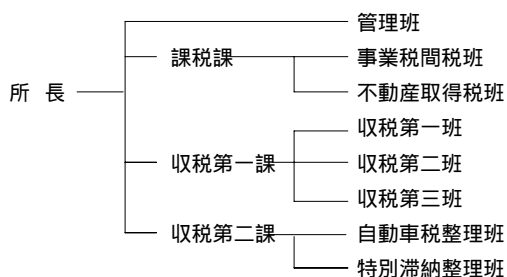 管理班
課税課 事業税間税班
所 長 不動産取得税班
収税第一班
収税第一課 収税第二班
収税第三班
収税第二課 自動車税整理班
特別滞納整理班